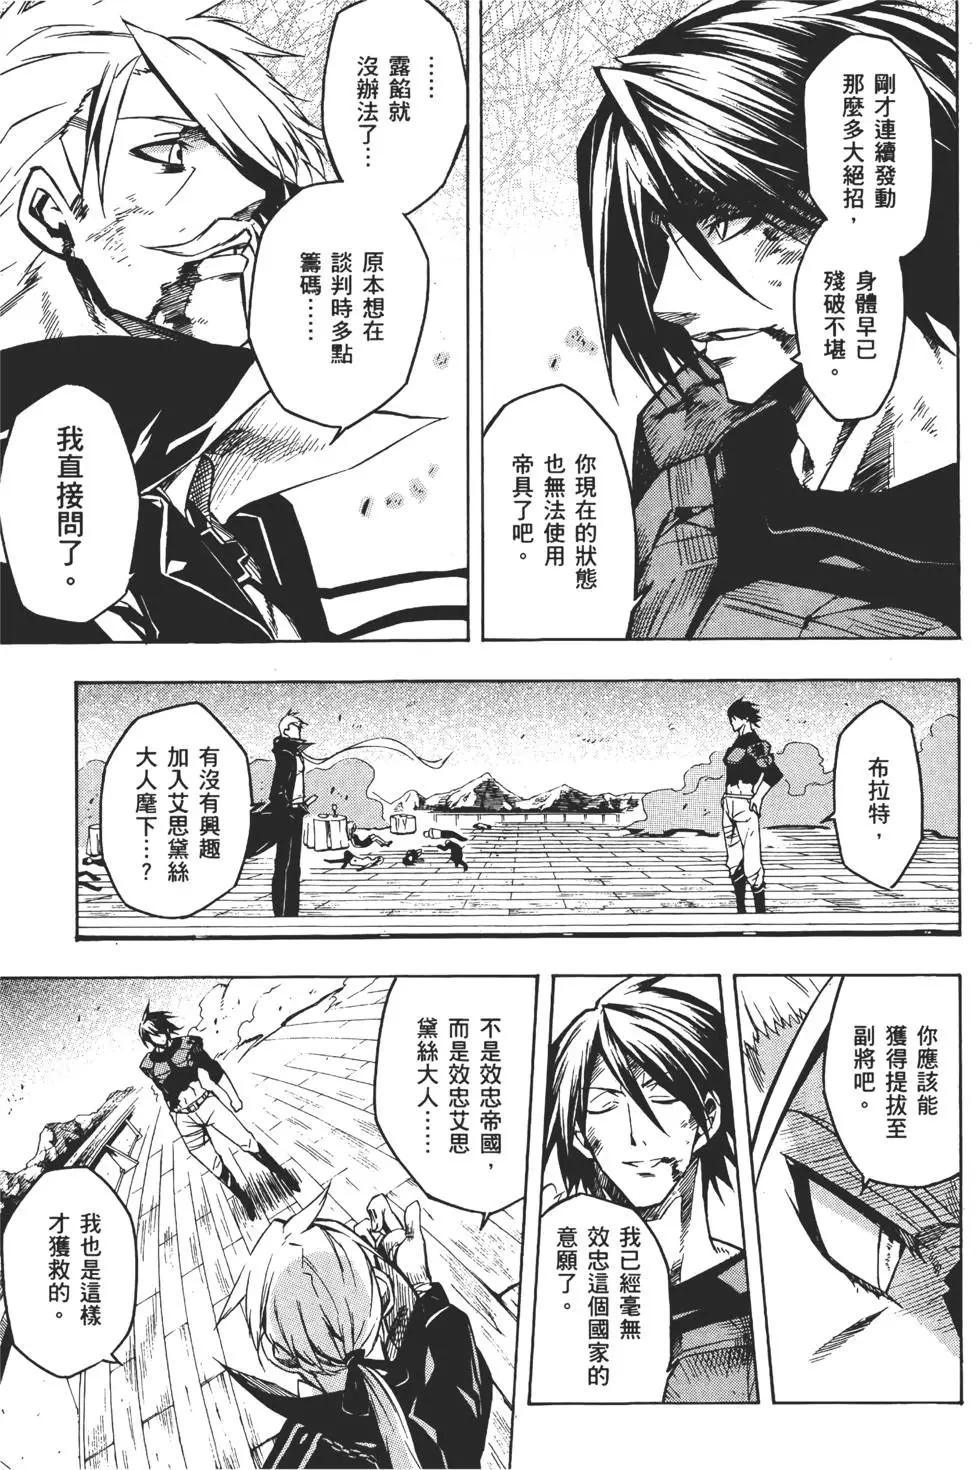 剛才連續發動
那麼多大絕招，
身體早已
殘破不堪。
你現在的狀態
也無法使用
帝具了吧。
……
露餡就
沒辦法了…
原本想在
談判時多點
籌碼……
我直接問了。
布拉特，
有沒有興趣
加入艾思黛絲
大人麾下…？
你應該能
獲得提拔至
副將吧。
我已經毫無
效忠這個國家的
意願了。
不是效忠帝國，
而是效忠艾思
黛絲大人……
我也是這樣
才獲救的。